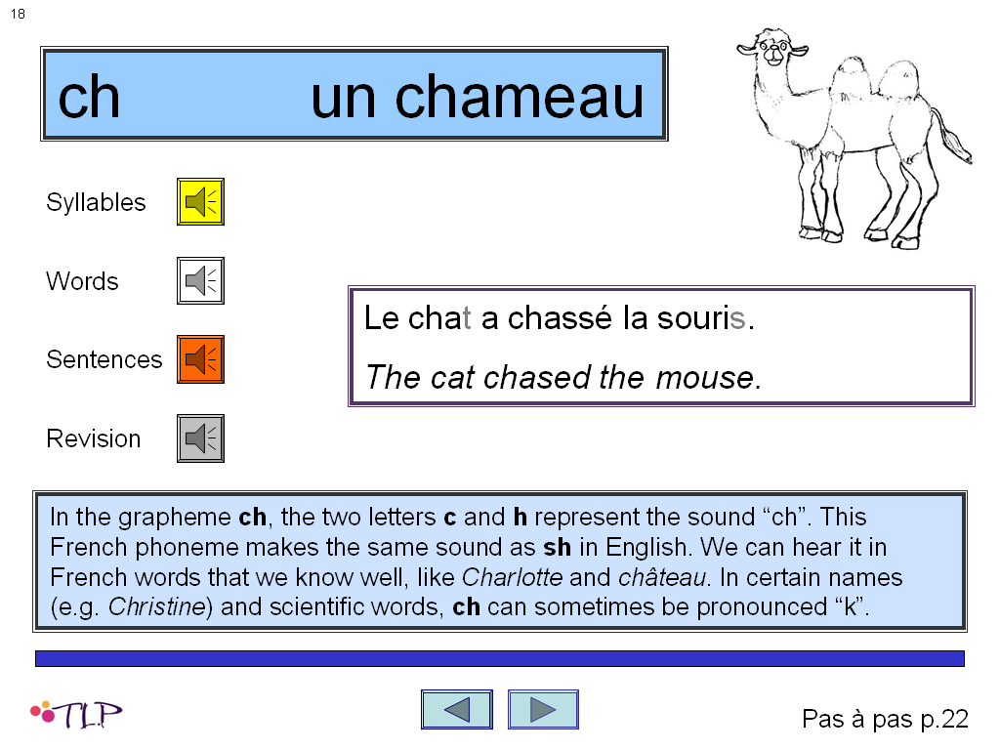 18
ch un chameau
Syllables
Words
Sentences
Revision
Le chat a chassé la souris.
The cat chased the mouse.
In the grapheme ch, the two letters c and h represent the sound “ch”. This
French phoneme makes the same sound as sh in English. We can hear it in
French words that we know well, like Charlotte and château. In certain names
(e.g. Christine) and scientific words, ch can sometimes be pronounced “k”.
TLP
Pas à pas p.22